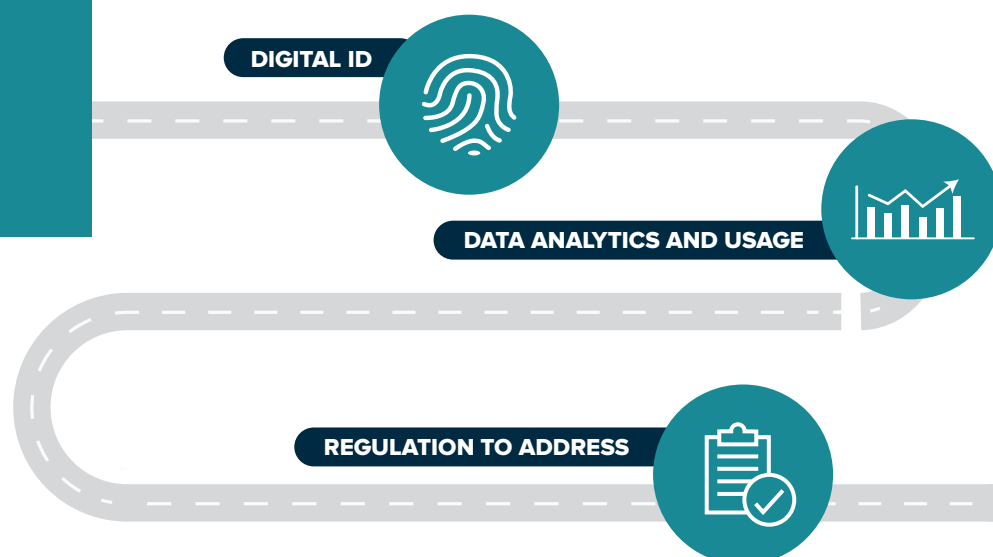 DIGITAL ID
DATA ANALYTICS AND USAGE
REGULATION TO ADDRESS